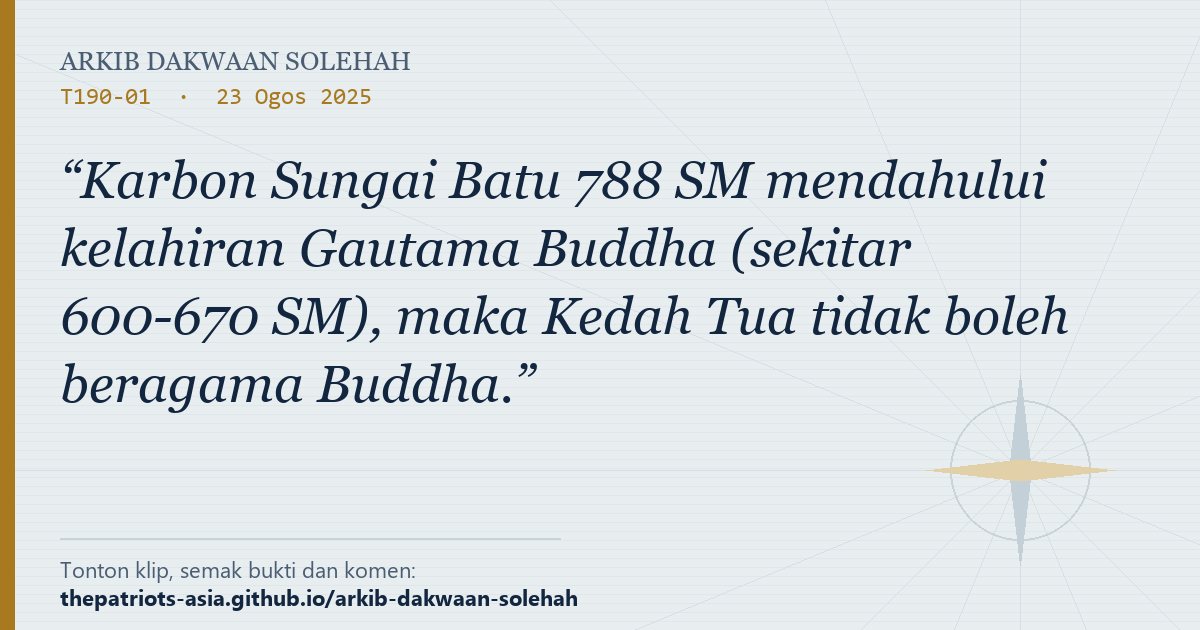 ARKIB DAKWAAN SOLEHAH
T190-01 · 23 Ogos 2025
“Karbon Sungai Batu 788 SM mendahului
kelahiran Gautama Buddha (sekitar
600-670 SM), maka Kedah Tua tidak boleh
beragama Buddha.”
Tonton klip, semak bukti dan komen:
thepatriots-asia.github.io/arkib-dakwaan-solehah